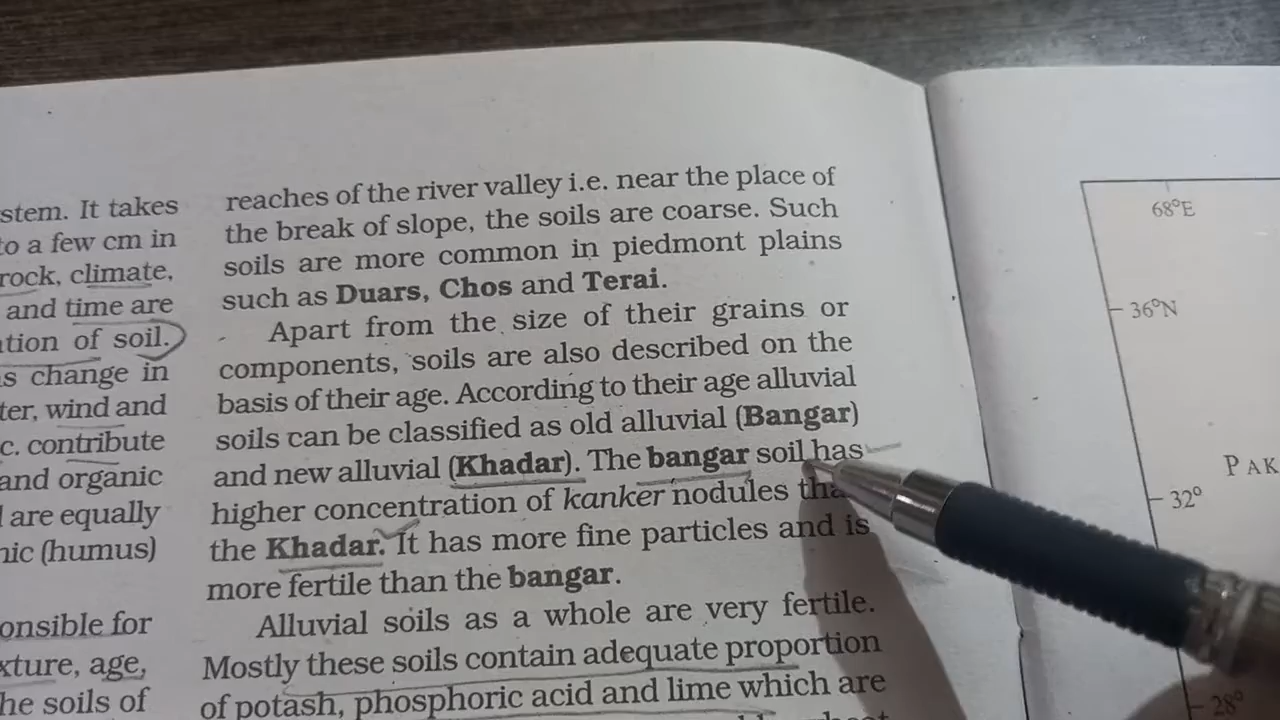 stem. It takes
to a few cm in
rock, climate,
and time are
tion of soil.
s change in
ter, wind and
c. contribute
and organic
are equally
nic (humus)
onsible for
xture, age,
he soils of
reaches of the river valley i.e. near the place of
the break of slope, the soils are coarse. Such
soils are more common in piedmont plains
such as Duars, Chos and Terai.
Apart from the size of their grains or
components, soils are also described on the
basis of their age. According to their age alluvial
soils can be classified as old alluvial (Bangar)
and new alluvial (Khadar). The bangar soil has
higher concentration of kanker nodules tha
the Khadar. It has more fine particles and is
more fertile than the bangar.
Alluvial soils as a whole are very fertile.
Mostly these soils contain adequate proportion
of potash, phosphoric acid and lime which are
68°E
36°N
PAK
32°
28°